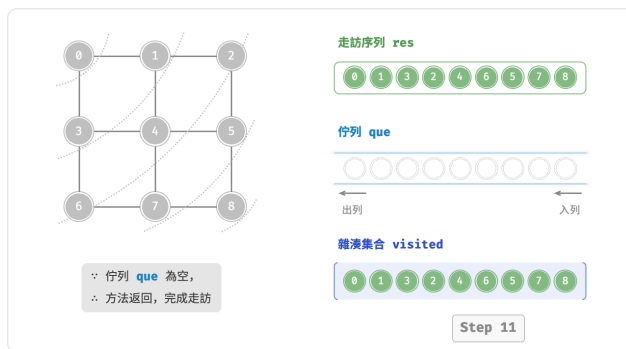 0 1 2
3 4 5
6 7 8
∵ 佇列 que 為空，
∴ 方法返回，完成走訪
走訪序列 res
0 1 3 2 4 6 5 7 8
佇列 que
出列 入列
雜湊集合 visited
0 1 3 2 4 6 5 7 8
Step 11